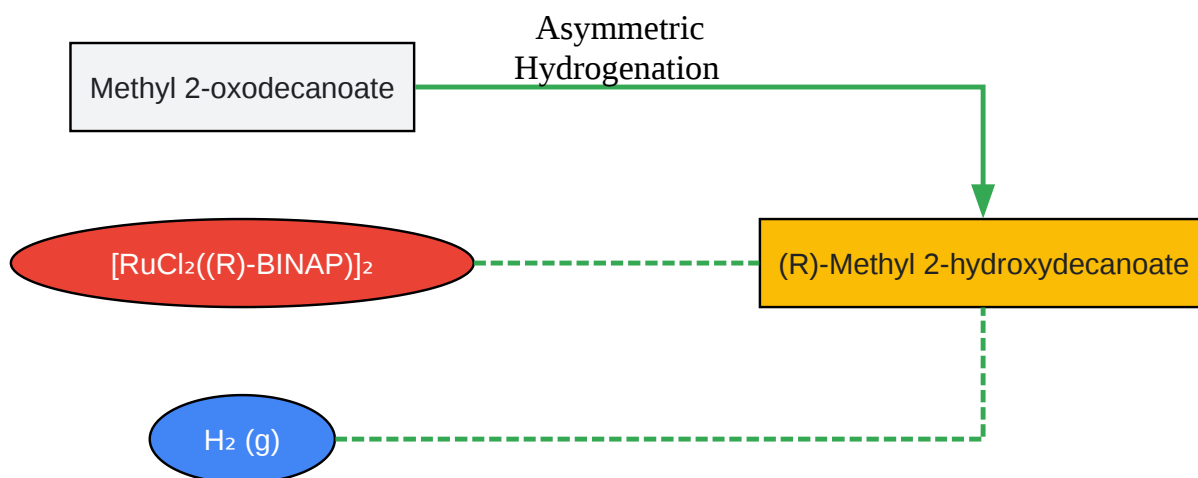 Asymmetric
Hydrogenation
Methyl 2-oxodecanoate
[RuCl₂((R)-BINAP)]₂
(R)-Methyl 2-hydroxydecanoate
H₂ (g)